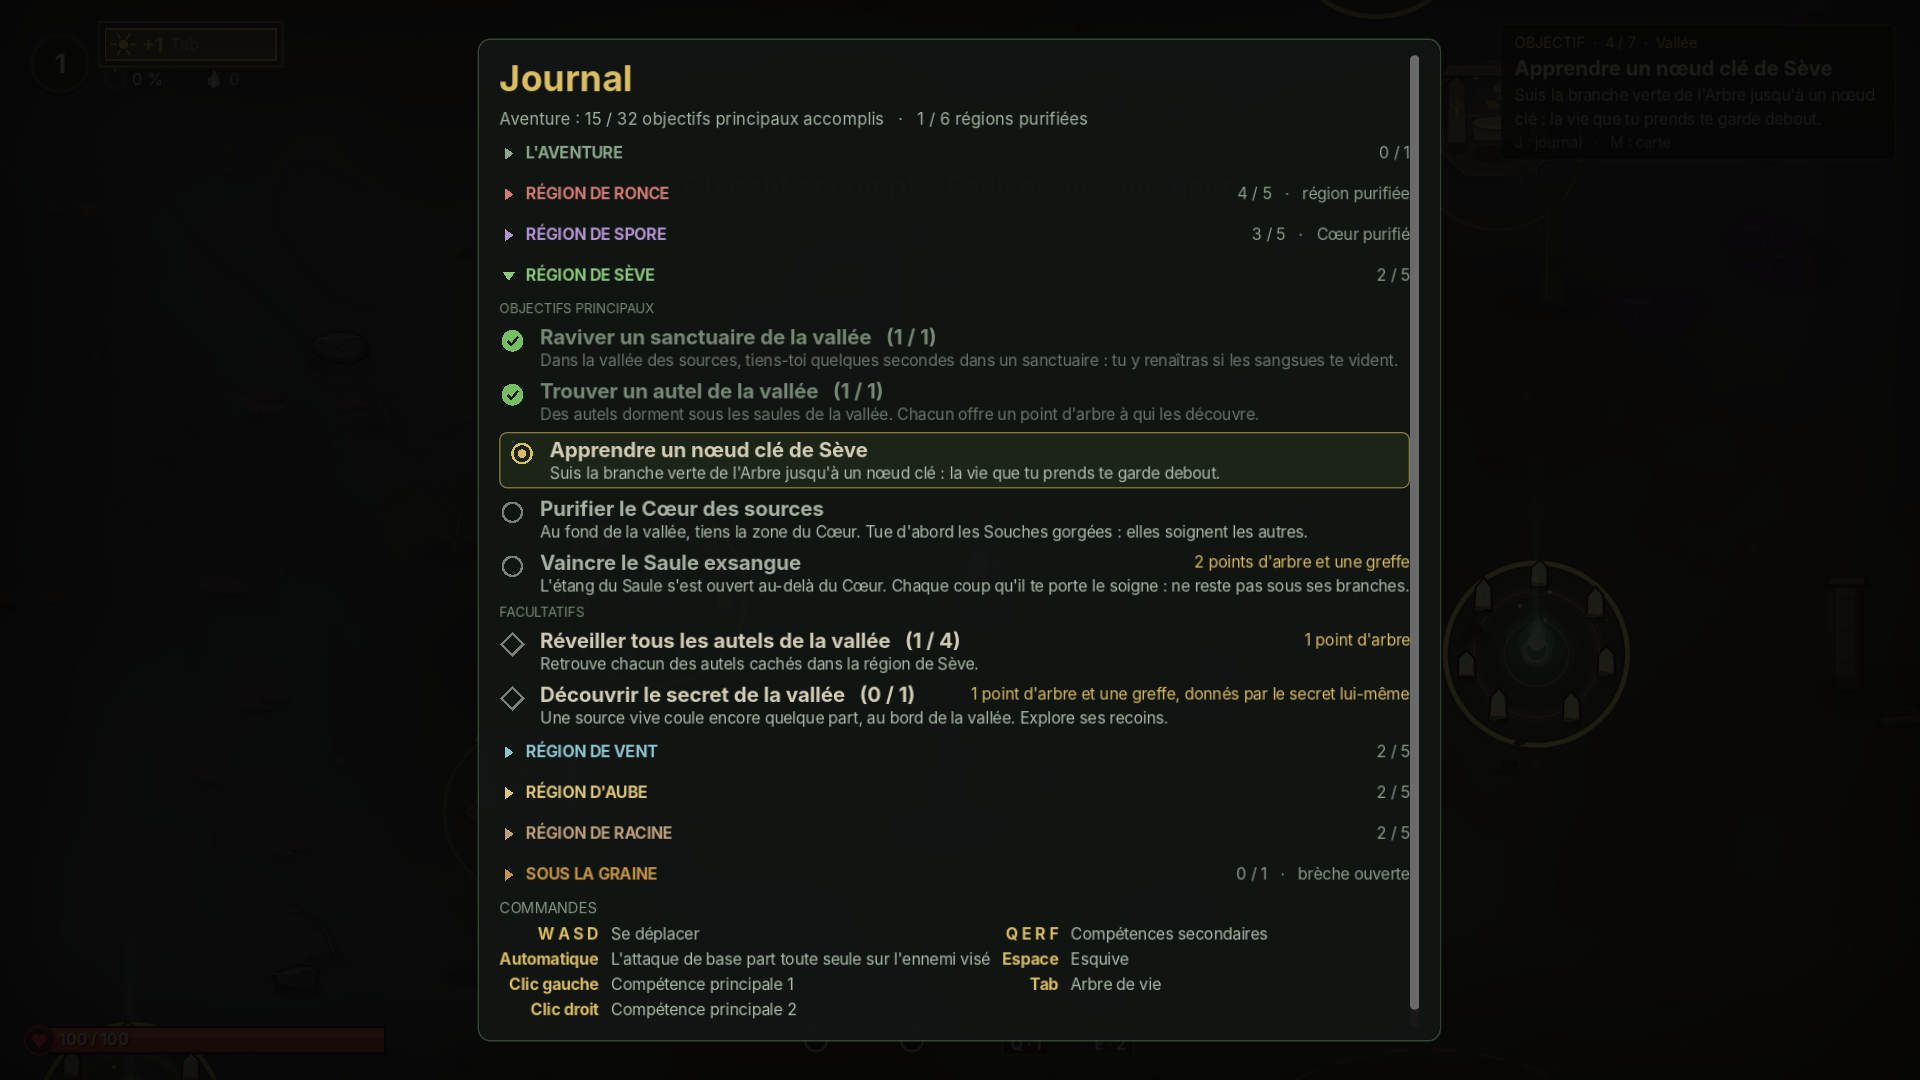 1
+1 Tab
0 %
0
OBJECTIF · 4 / 7 · Vallée
Apprendre un nœud clé de Sève
Suis la branche verte de l'Arbre jusqu'à un nœud
clé : la vie que tu prends te garde debout.
J : journal · M : carte
Journal
Aventure : 15 / 32 objectifs principaux accomplis · 1 / 6 régions purifiées
L'AVENTURE 0 / 1
RÉGION DE RONCE 4 / 5 · région purifiée
RÉGION DE SPORE 3 / 5 · Cœur purifié
RÉGION DE SÈVE 2 / 5
OBJECTIFS PRINCIPAUX
Raviver un sanctuaire de la vallée (1 / 1)
Dans la vallée des sources, tiens-toi quelques secondes dans un sanctuaire : tu y renaîtras si les sangsues te vident.
Trouver un autel de la vallée (1 / 1)
Des autels dorment sous les saules de la vallée. Chacun offre un point d'arbre à qui les découvre.
Apprendre un nœud clé de Sève
Suis la branche verte de l'Arbre jusqu'à un nœud clé : la vie que tu prends te garde debout.
Purifier le Cœur des sources
Au fond de la vallée, tiens la zone du Cœur. Tue d'abord les Souches gorgées : elles soignent les autres.
Vaincre le Saule exsangue 2 points d'arbre et une greffe
L'étang du Saule s'est ouvert au-delà du Cœur. Chaque coup qu'il te porte le soigne : ne reste pas sous ses branches.
FACULTATIFS
Réveiller tous les autels de la vallée (1 / 4) 1 point d'arbre
Retrouve chacun des autels cachés dans la région de Sève.
Découvrir le secret de la vallée (0 / 1) 1 point d'arbre et une greffe, donnés par le secret lui-même
Une source vive coule encore quelque part, au bord de la vallée. Explore ses recoins.
RÉGION DE VENT 2 / 5
RÉGION D'AUBE 2 / 5
RÉGION DE RACINE 2 / 5
SOUS LA GRAINE 0 / 1 · brèche ouverte
COMMANDES
W A S D Se déplacer Q E R F Compétences secondaires
Automatique L'attaque de base part toute seule sur l'ennemi visé Espace Esquive
Clic gauche Compétence principale 1 Tab Arbre de vie
Clic droit Compétence principale 2
100 / 100